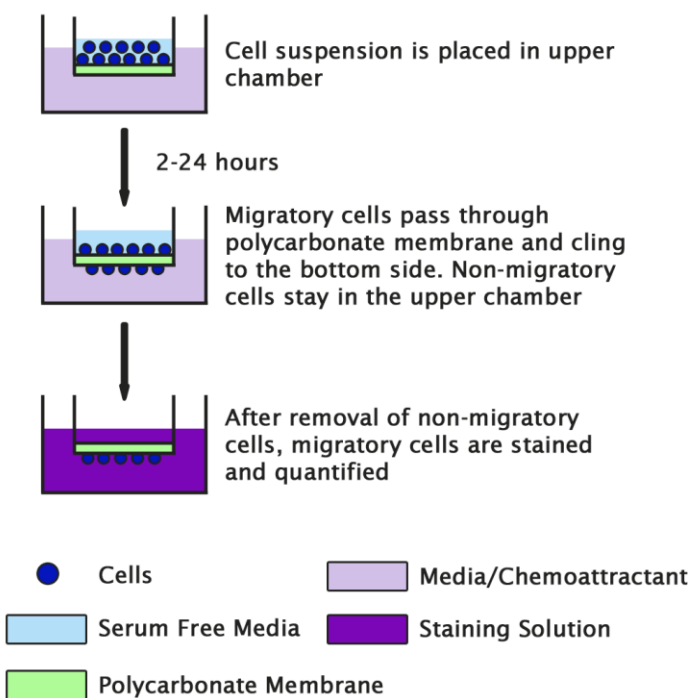 Cell suspension is placed in upper
chamber
2-24 hours
Migratory cells pass through
polycarbonate membrane and cling
to the bottom side. Non-migratory
cells stay in the upper chamber
After removal of non-migratory
cells, migratory cells are stained
and quantified
Cells
Media/Chemoattractant
Serum Free Media
Staining Solution
Polycarbonate Membrane